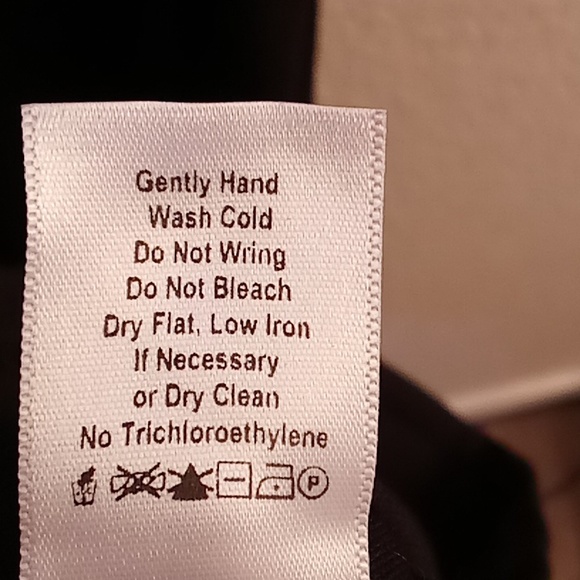 Gently Hand
Wash Cold
Do Not Wring
Do Not Bleach
Dry Flat, Low Iron
If Necessary
or Dry Clean
No Trichloroethylene
P